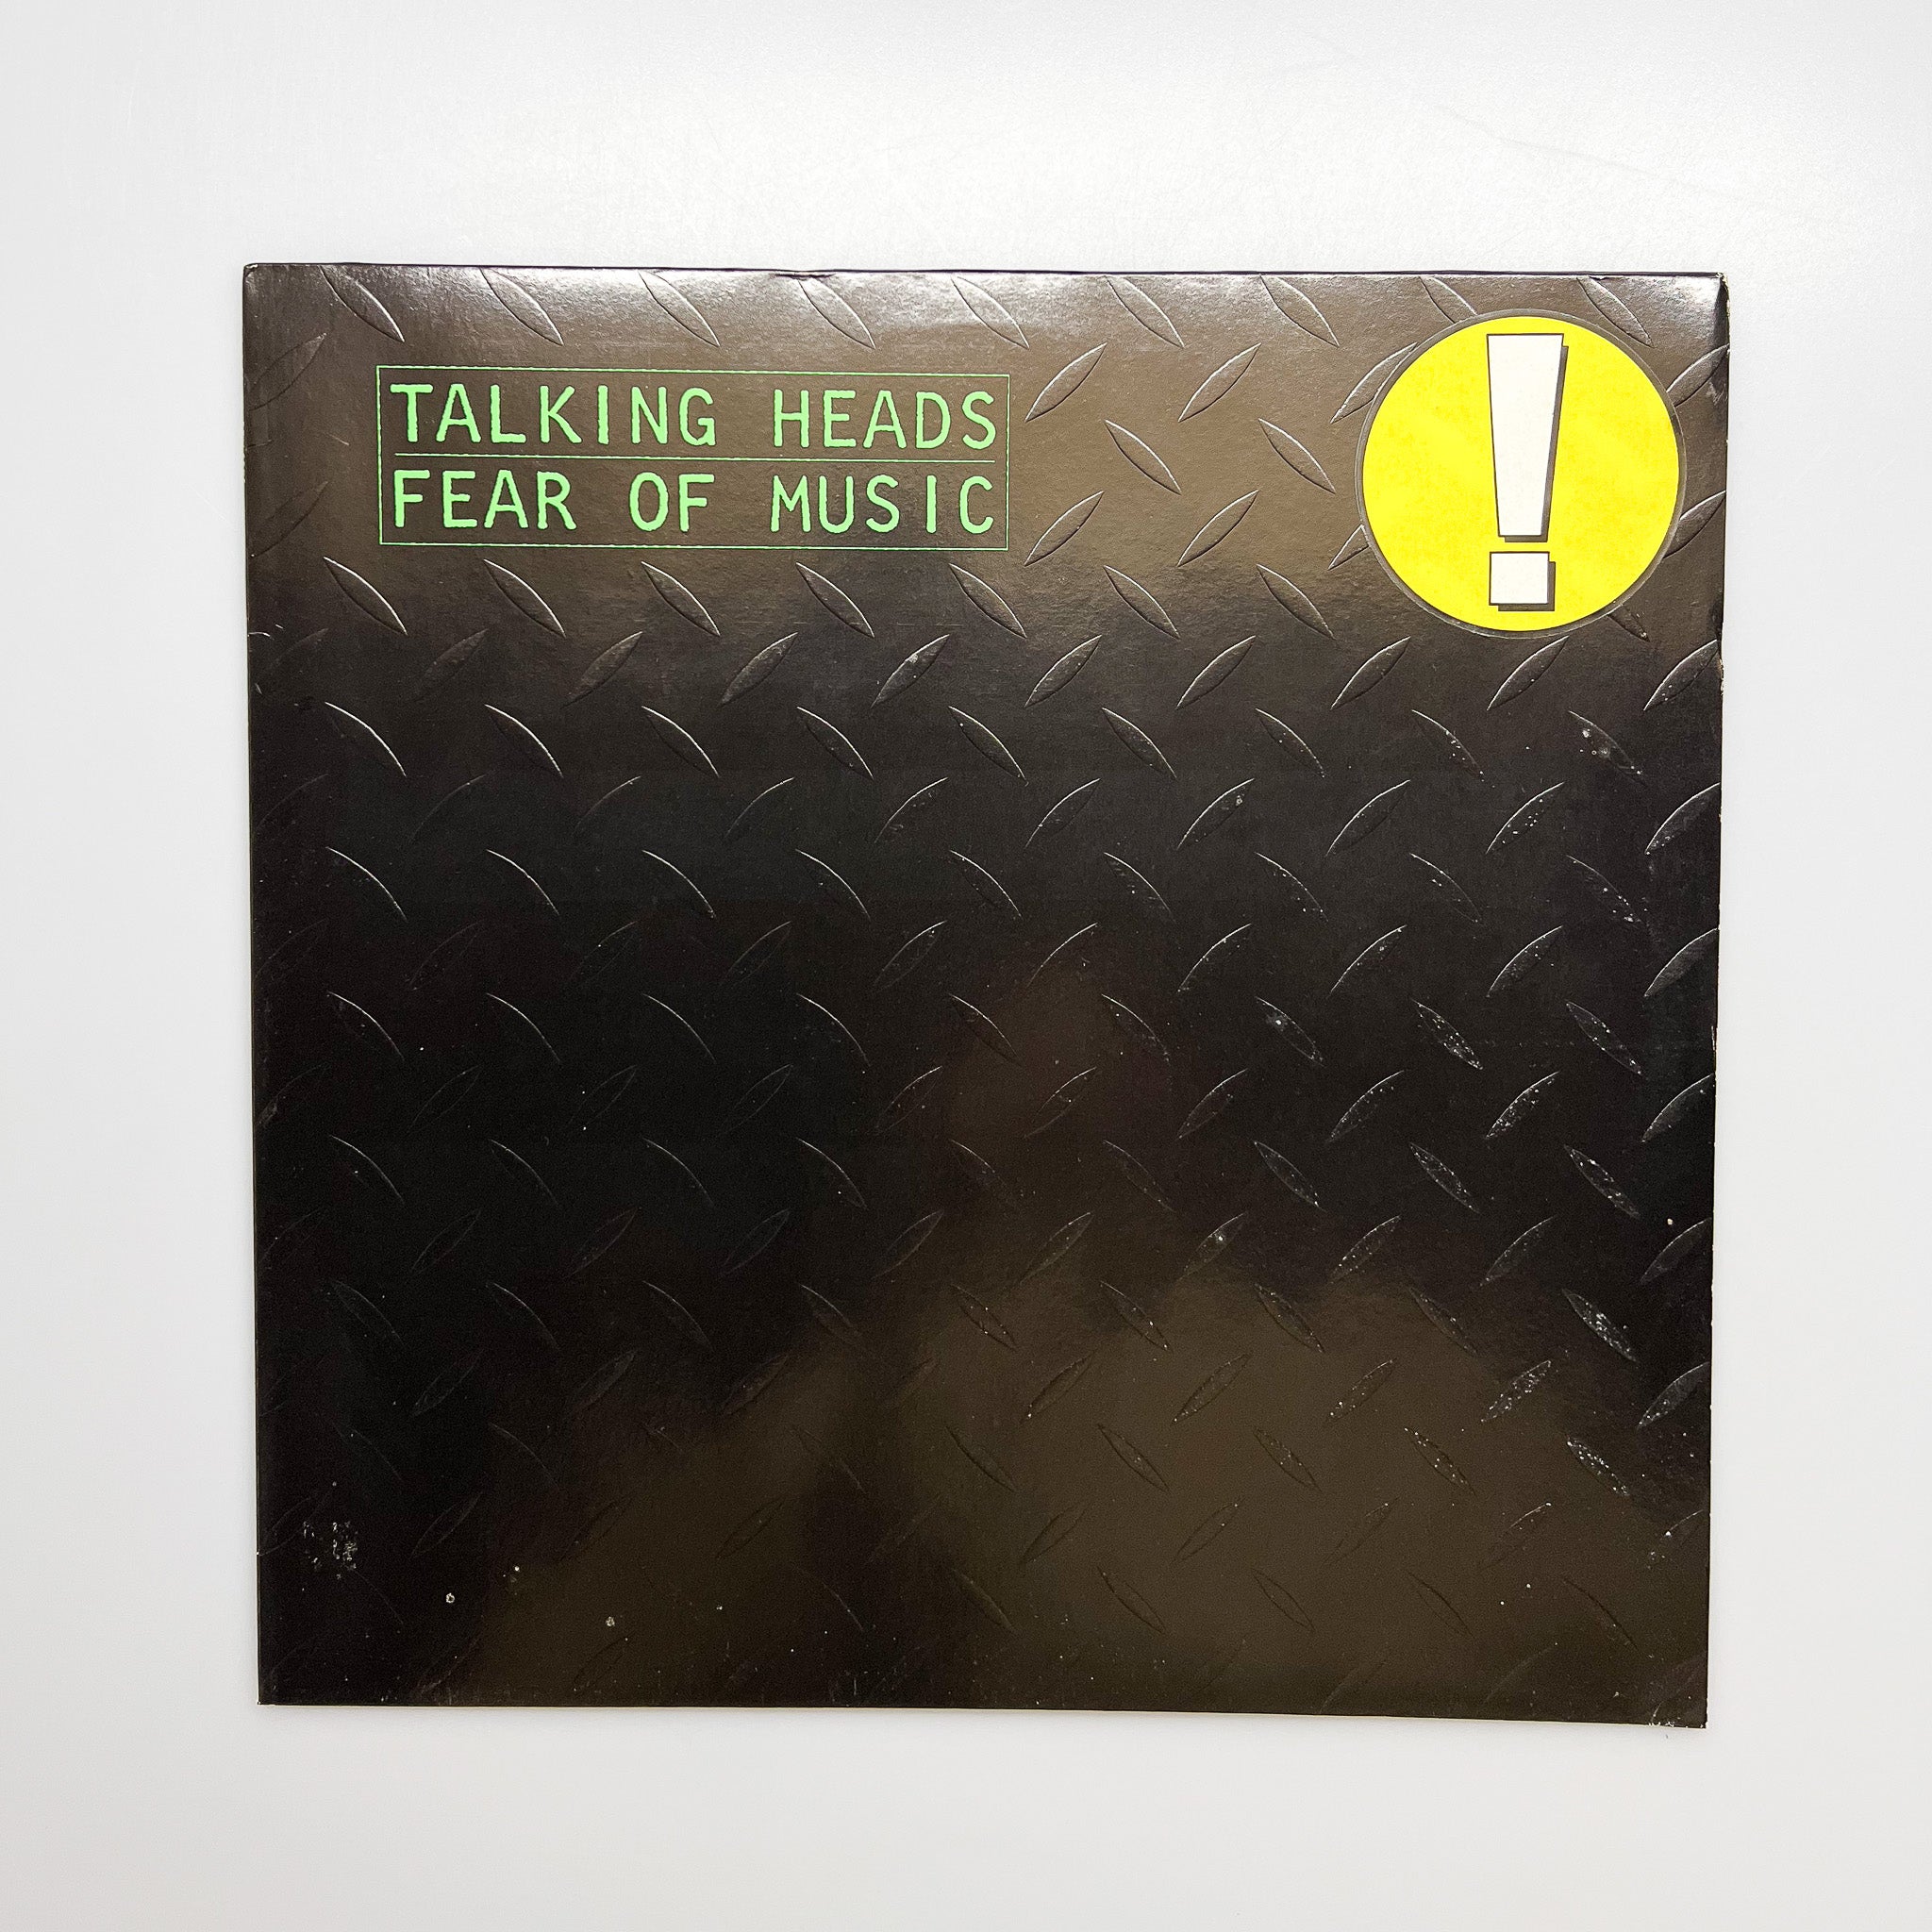 TALKING HEADS
FEAR OF MUSIC
!